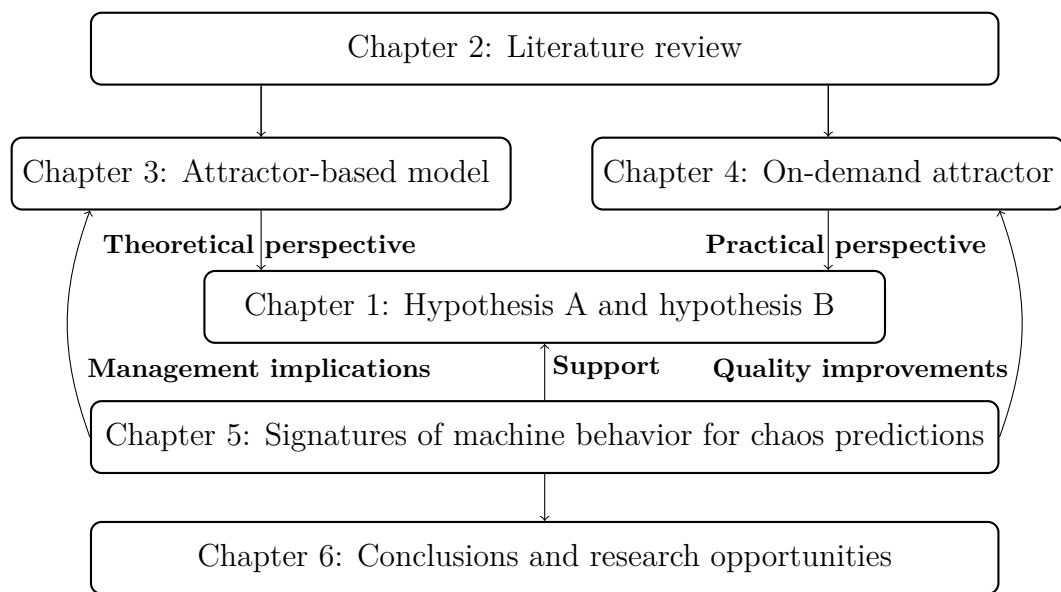 Chapter 2: Literature review
Chapter 3: Attractor-based model
Chapter 4: On-demand attractor
Theoretical perspective
Practical perspective
Chapter 1: Hypothesis A and hypothesis B
Management implications
Support
Quality improvements
Chapter 5: Signatures of machine behavior for chaos predictions
Chapter 6: Conclusions and research opportunities